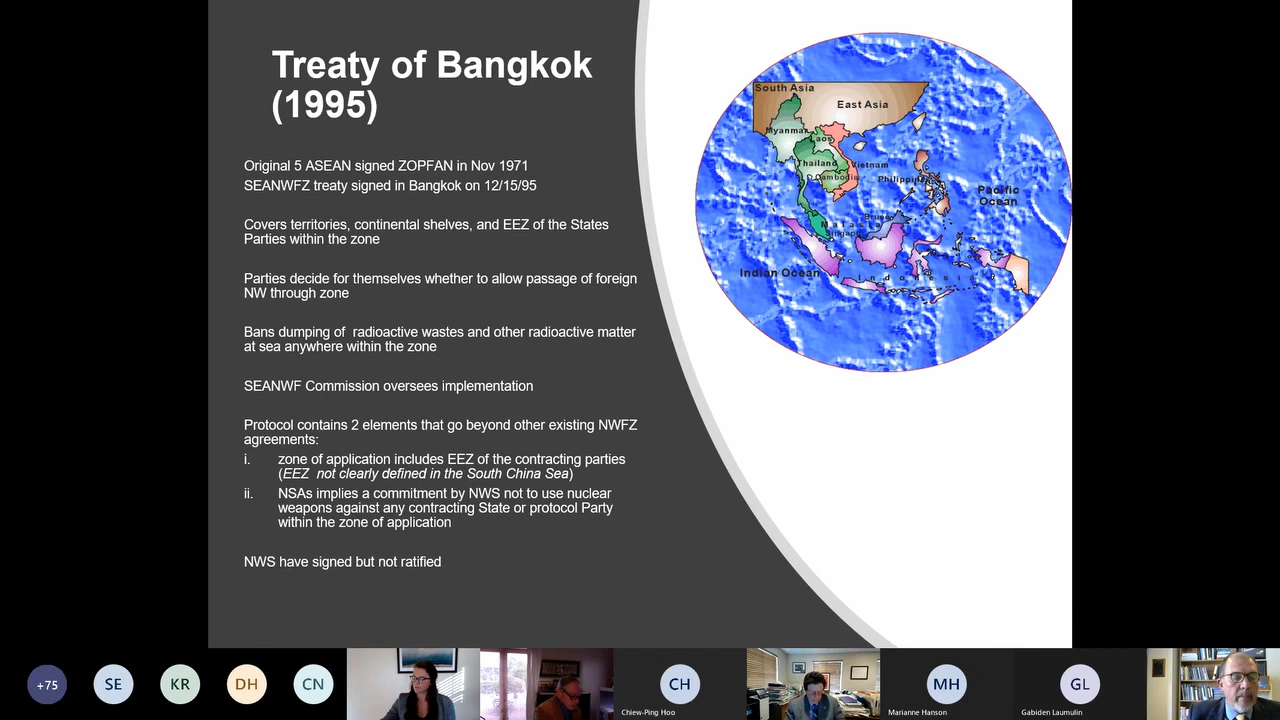 Treaty of Bangkok
(1995)
Original 5 ASEAN signed ZOPFAN in Nov 1971
SEANWFZ treaty signed in Bangkok on 12/15/95
Covers territories, continental shelves, and EEZ of the States
Parties within the zone
Parties decide for themselves whether to allow passage of foreign
NW through zone
Bans dumping of radioactive wastes and other radioactive matter
at sea anywhere within the zone
SEANWF Commission oversees implementation
Protocol contains 2 elements that go beyond other existing NWFZ
agreements:
i. zone of application includes EEZ of the contracting parties
(EEZ not clearly defined in the South China Sea)
ii. NSAs implies a commitment by NWS not to use nuclear
weapons against any contracting State or protocol Party
within the zone of application
NWS have signed but not ratified
South Asia
East Asia
Myanmar
Laos
Thailand
Vietnam
Cambodia
Philippines
Pacific
Ocean
Brunei
Malasia
Indian Ocean
Indonesia
+75
SE
KR
DH
CN
CH
Chiew-Ping Hoo
MH
Marianne Hanson
GL
Gabiden Laumulin